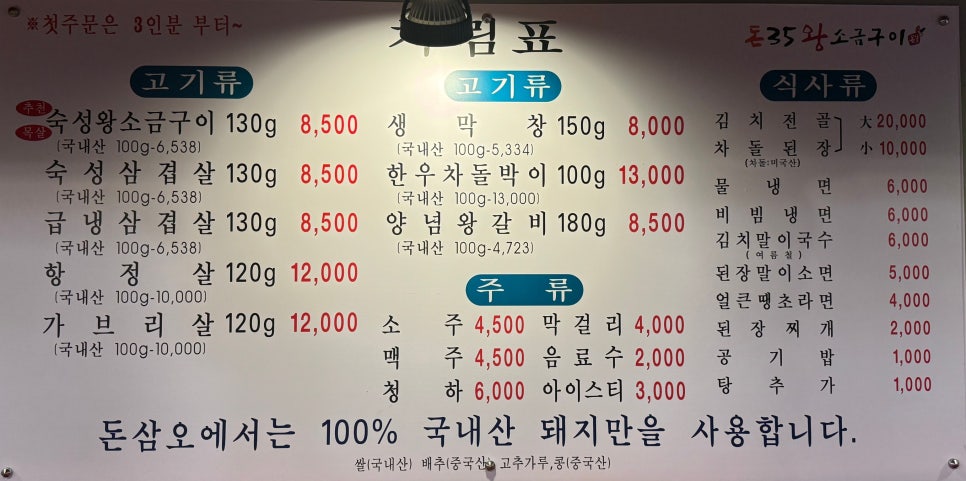 ※첫주문은 3인분 부터~
림표
돈35왕소금구이
고기류
추천
목살
숙성왕소금구이 130g 8,500
(국내산 100g-6,538)
숙성삼겹살 130g 8,500
(국내산 100g-6,538)
급냉삼겹살 130g 8,500
(국내산 100g-6,538)
항정살 120g 12,000
(국내산 100g-10,000)
가브리살 120g 12,000
(국내산 100g-10,000)
고기류
생막창 150g 8,000
(국내산 100g-5,334)
한우차돌박이 100g 13,000
(국내산 100g-13,000)
양념왕갈비 180g 8,500
(국내산 100g-4,723)
주류
소주 4,500 막걸리 4,000
맥주 4,500 음료수 2,000
청하 6,000 아이스티 3,000
식사류
김치전골 大 20,000
차돌된장 小 10,000
(차돌:미국산)
물냉면 6,000
비빔냉면 6,000
김치말이국수 6,000
(여름철)
된장말이소면 5,000
얼큰땡초라면 4,000
된장찌개 2,000
공기밥 1,000
탕추가 1,000
돈삼오에서는 100% 국내산 돼지만을 사용합니다.
쌀(국내산) 배추(중국산) 고추가루,콩(중국산)